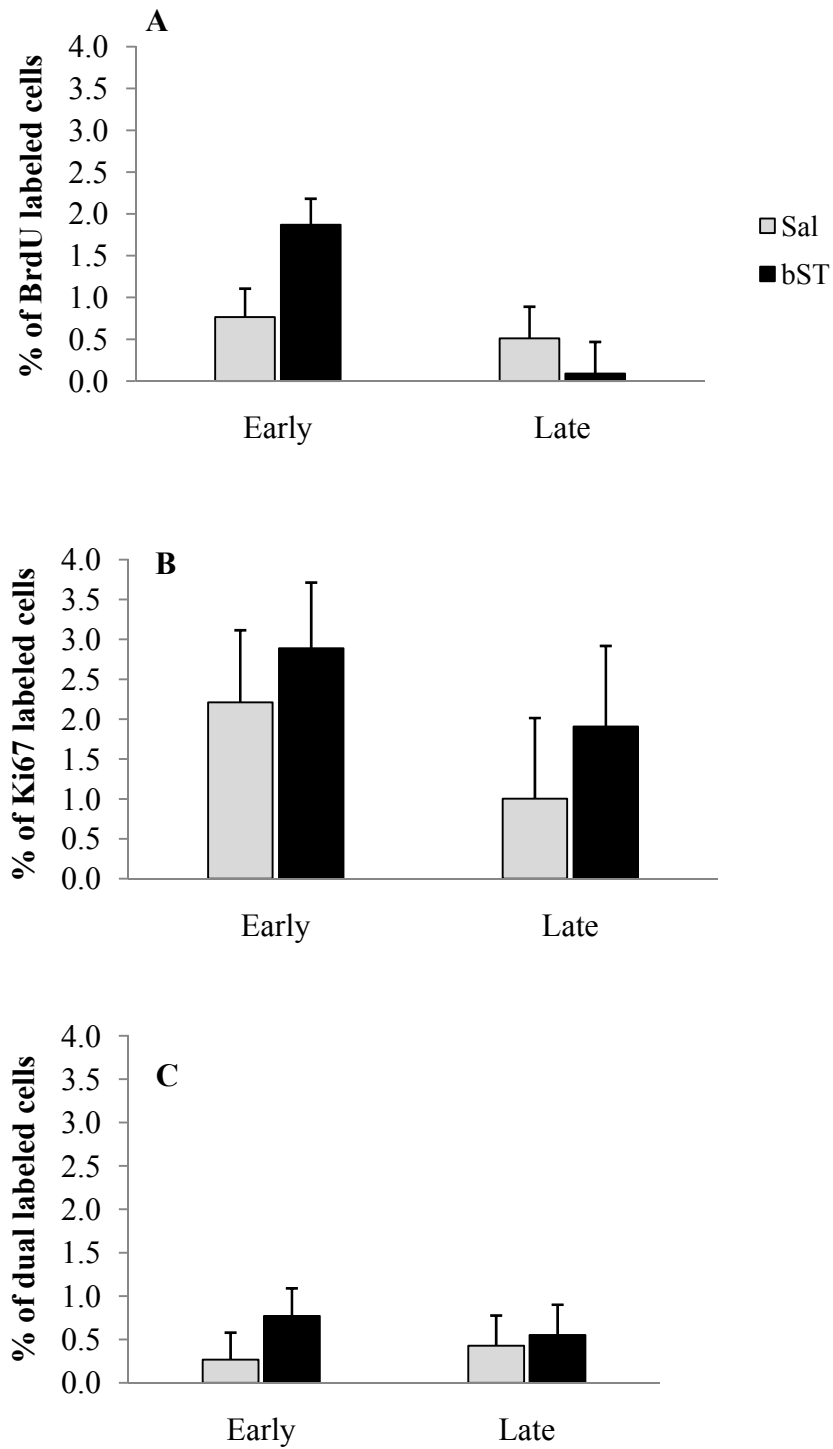 A
% of BrdU labeled cells
4.0
3.5
3.0
2.5
2.0
1.5
1.0
0.5
0.0
Early Late
Sal
bST
B
% of Ki67 labeled cells
4.0
3.5
3.0
2.5
2.0
1.5
1.0
0.5
0.0
Early Late
C
% of dual labeled cells
4.0
3.5
3.0
2.5
2.0
1.5
1.0
0.5
0.0
Early Late